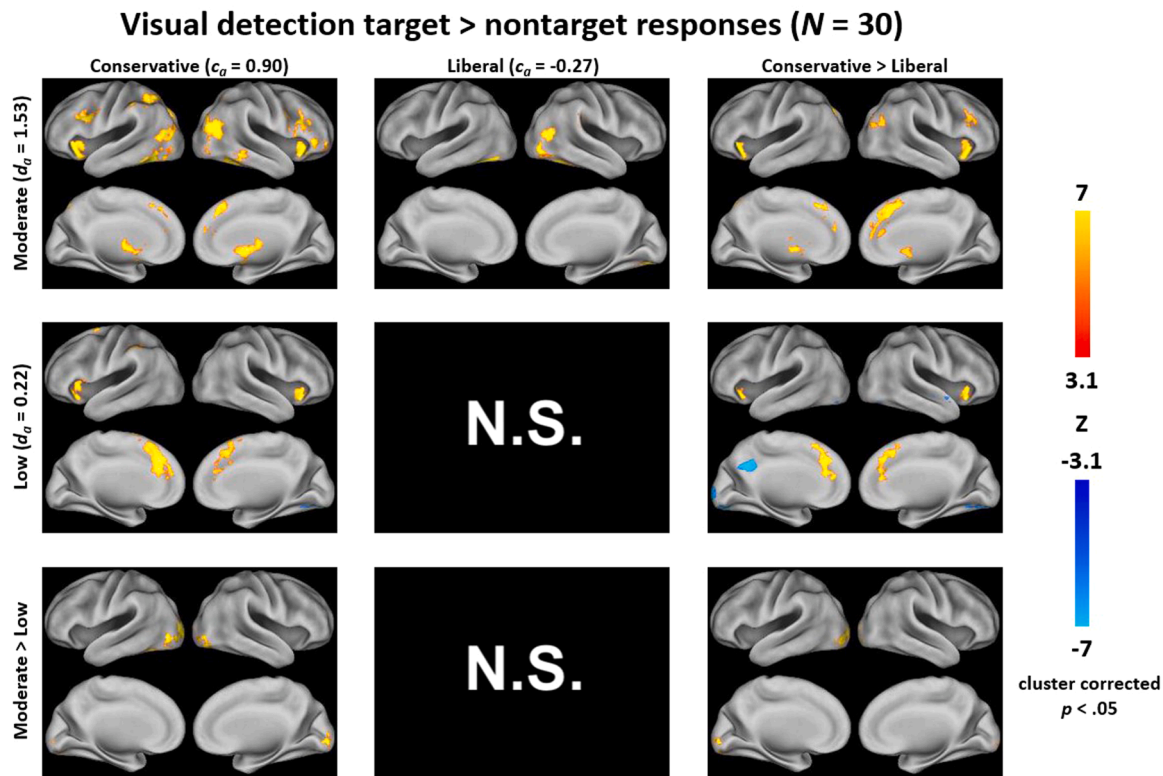 Visual detection target > nontarget responses (N = 30)
Conservative (ca = 0.90)
Liberal (ca = -0.27)
Conservative > Liberal
Moderate (da = 1.53)
Low (da = 0.22)
N.S.
Moderate > Low
N.S.
7
3.1
Z
-3.1
-7
cluster corrected
p < .05